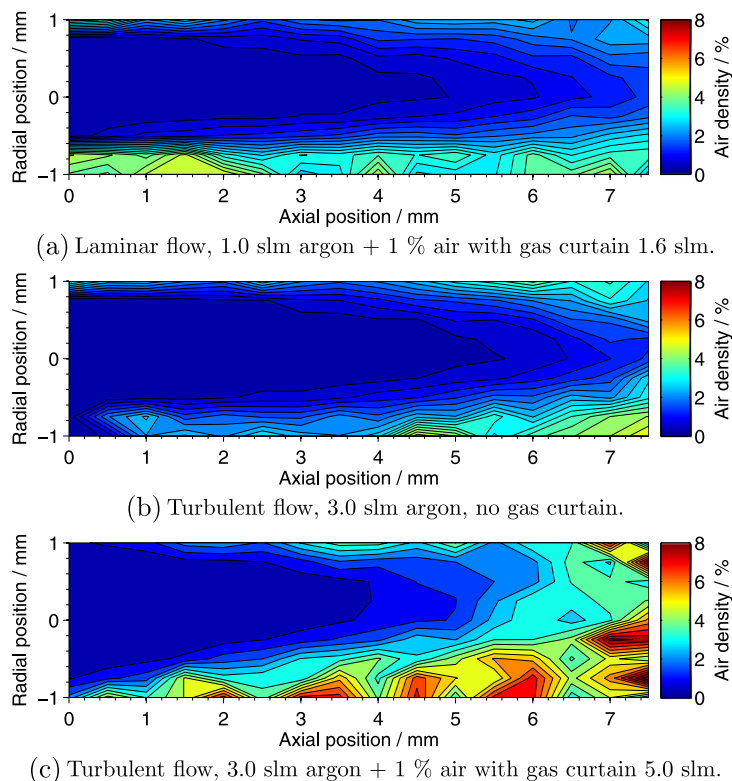 1
0
−1
Radial position / mm
0 1 2 3 4 5 6 7
Axial position / mm
8
6
4
2
0
Air density / %
(a) Laminar flow, 1.0 slm argon + 1 % air with gas curtain 1.6 slm.
1
0
−1
Radial position / mm
0 1 2 3 4 5 6 7
Axial position / mm
8
6
4
2
0
Air density / %
(b) Turbulent flow, 3.0 slm argon, no gas curtain.
1
0
−1
Radial position / mm
0 1 2 3 4 5 6 7
Axial position / mm
8
6
4
2
0
Air density / %
(c) Turbulent flow, 3.0 slm argon + 1 % air with gas curtain 5.0 slm.